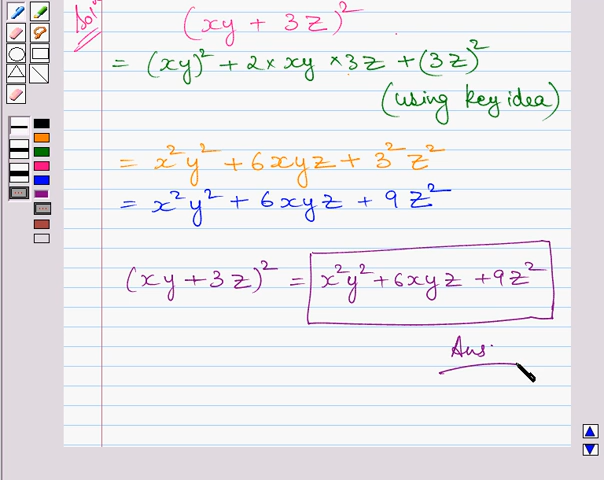 Solⁿ (xy + 3z)²
= (xy)² + 2 × xy × 3z + (3z)²
(using key idea)
= x²y² + 6xyz + 3²z²
= x²y² + 6xyz + 9z²
(xy + 3z)² = x²y² + 6xyz + 9z²
Ans.